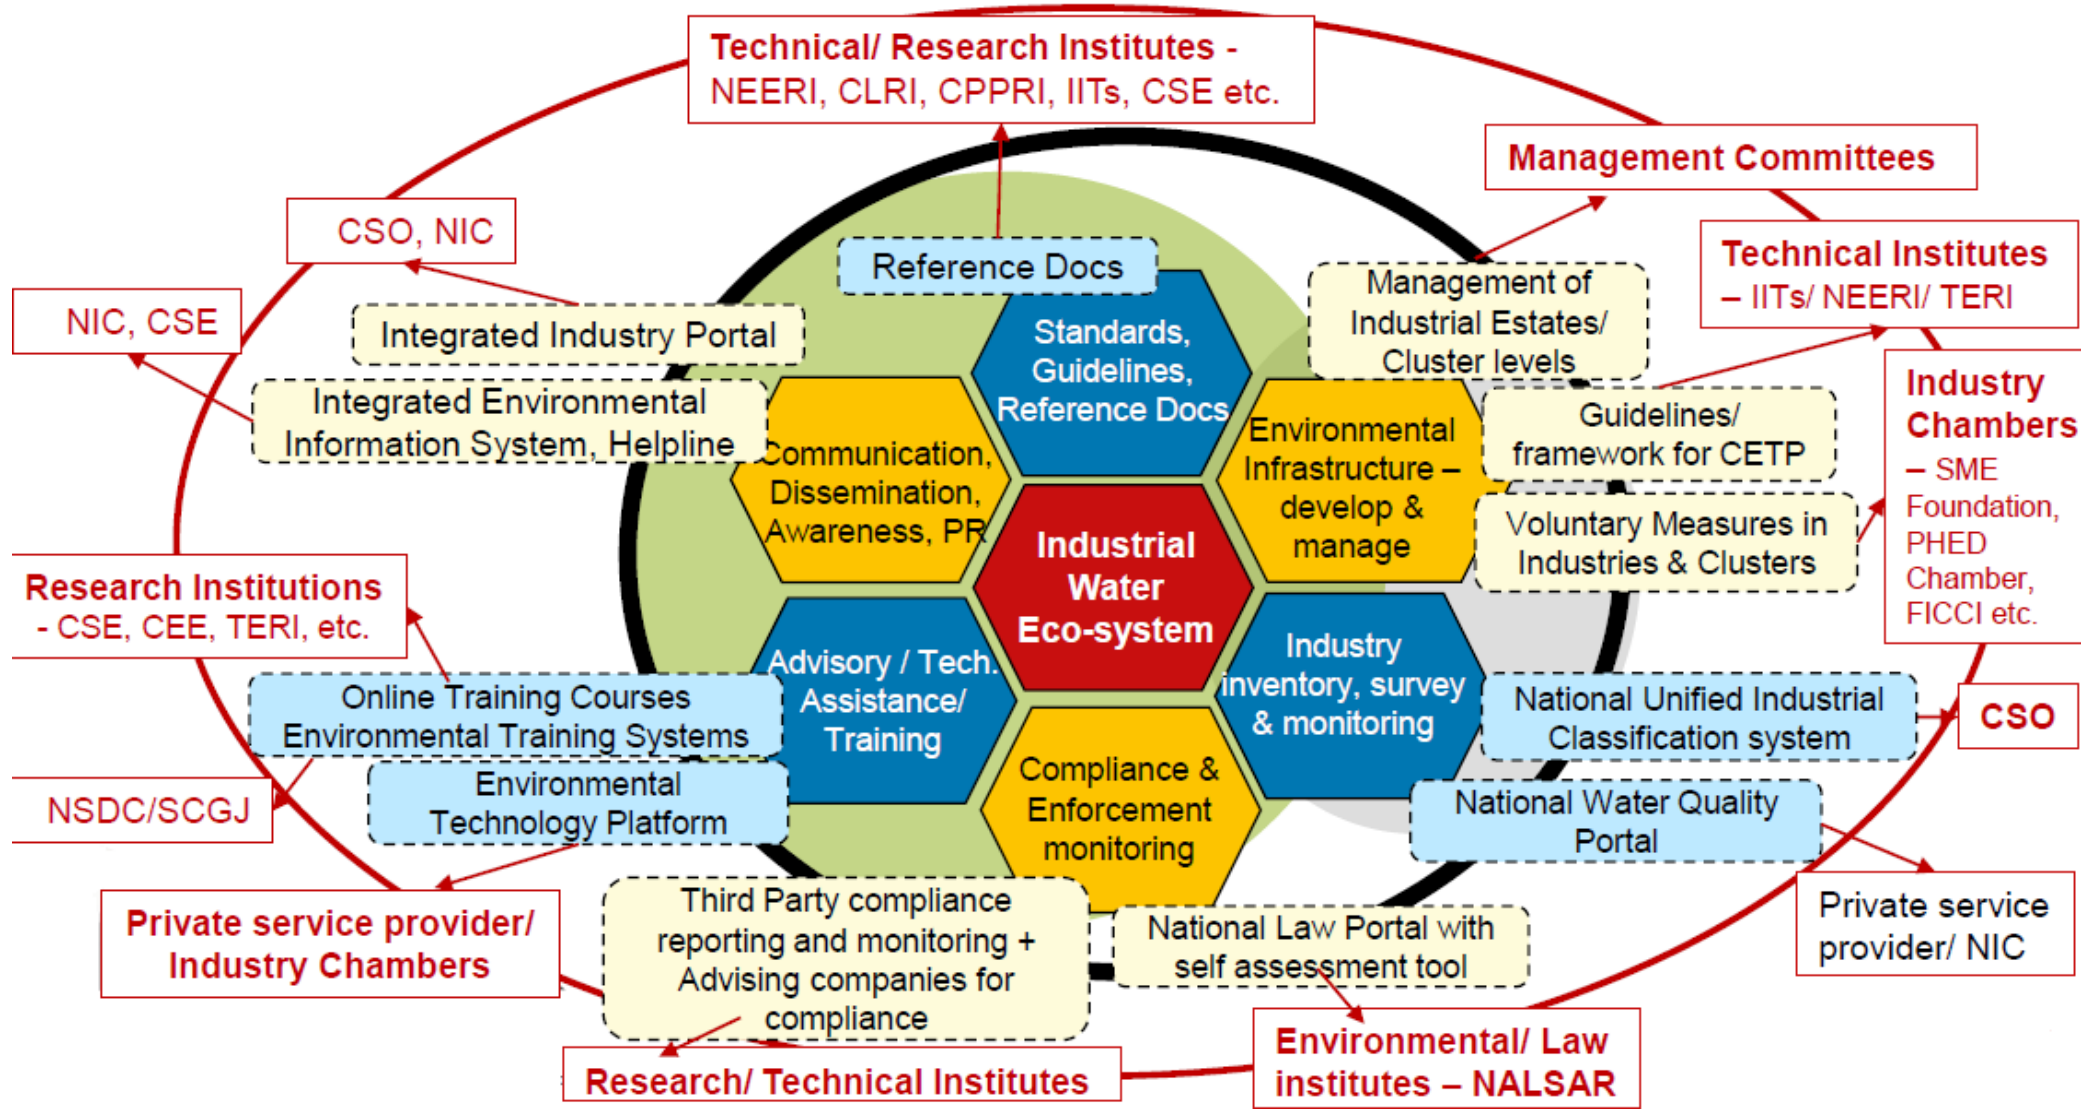 Technical/ Research Institutes -
NEERI, CLRI, CPPRI, IITs, CSE etc.
Management Committees
CSO, NIC
Technical Institutes
– IITs/ NEERI/ TERI
Reference Docs
Management of
Industrial Estates/
Cluster levels
NIC, CSE
Integrated Industry Portal
Standards,
Guidelines,
Reference Docs
Industry
Chambers
– SME
Foundation,
PHED
Chamber,
FICCI etc.
Integrated Environmental
Information System, Helpline
Guidelines/
framework for CETP
Communication,
Dissemination,
Awareness, PR
Environmental
Infrastructure –
develop &
manage
Voluntary Measures in
Industries & Clusters
Industrial
Water
Eco-system
Research Institutions
- CSE, CEE, TERI, etc.
Advisory / Tech.
Assistance/
Training
Industry
inventory, survey
& monitoring
Online Training Courses
Environmental Training Systems
National Unified Industrial
Classification system
CSO
NSDC/SCGJ
Environmental
Technology Platform
Compliance &
Enforcement
monitoring
National Water Quality
Portal
Private service provider/
Industry Chambers
Third Party compliance
reporting and monitoring +
Advising companies for
compliance
National Law Portal with
self assessment tool
Private service
provider/ NIC
Research/ Technical Institutes
Environmental/ Law
institutes – NALSAR